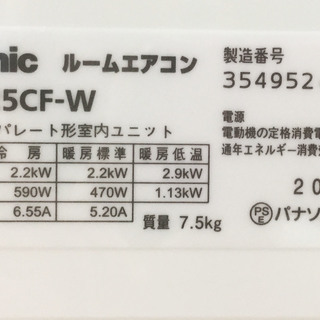 nic ルームエアコン
5CF-W
パレート形室内ユニット
冷 房 暖房標準 暖房低温
2.2kW 2.2kW 2.9kW
590W 470W 1.13kW
6.55A 5.20A
質量 7.5kg
製造番号
354952
電源
電動機の定格消費電
通年エネルギー消費
20
PSE パナソ